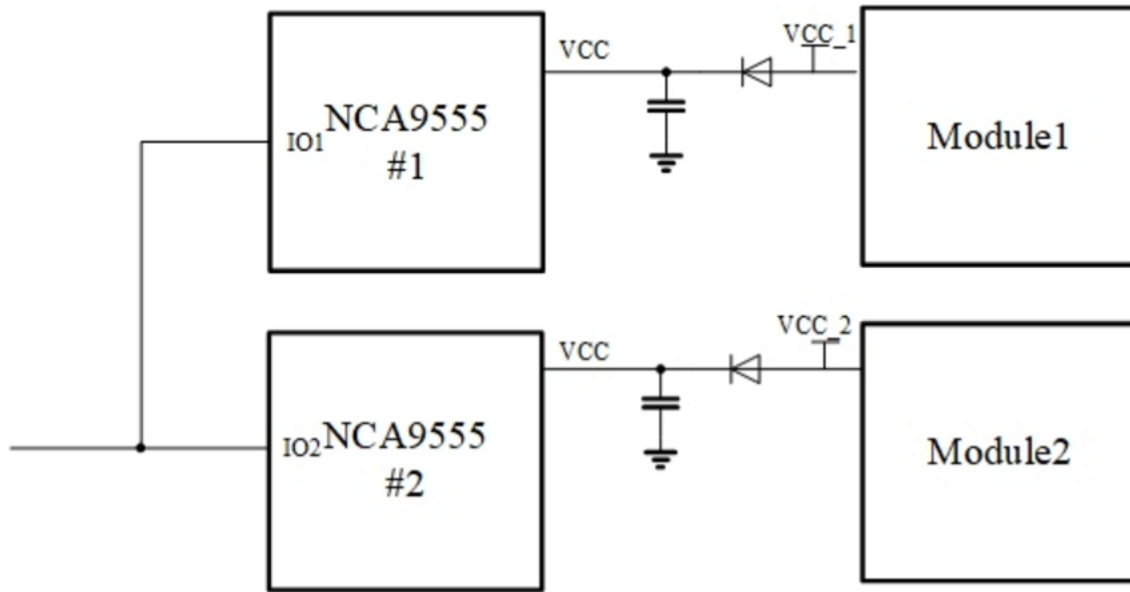 VCC
VCC_1
IO1
NCA9555
#1
Module1
VCC
VCC_2
IO2
NCA9555
#2
Module2